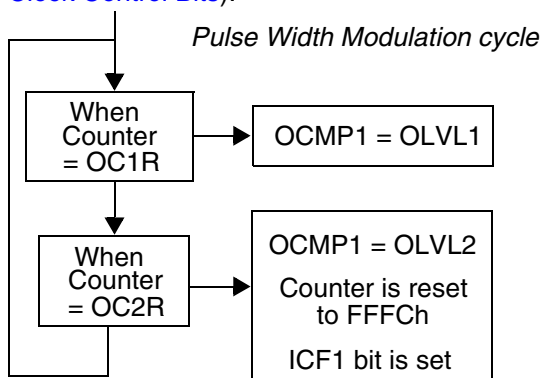 Clock Control Bits).
Pulse Width Modulation cycle
When
Counter
= OC1R
OCMP1 = OLVL1
When
Counter
= OC2R
OCMP1 = OLVL2
Counter is reset
to FFFCh
ICF1 bit is set